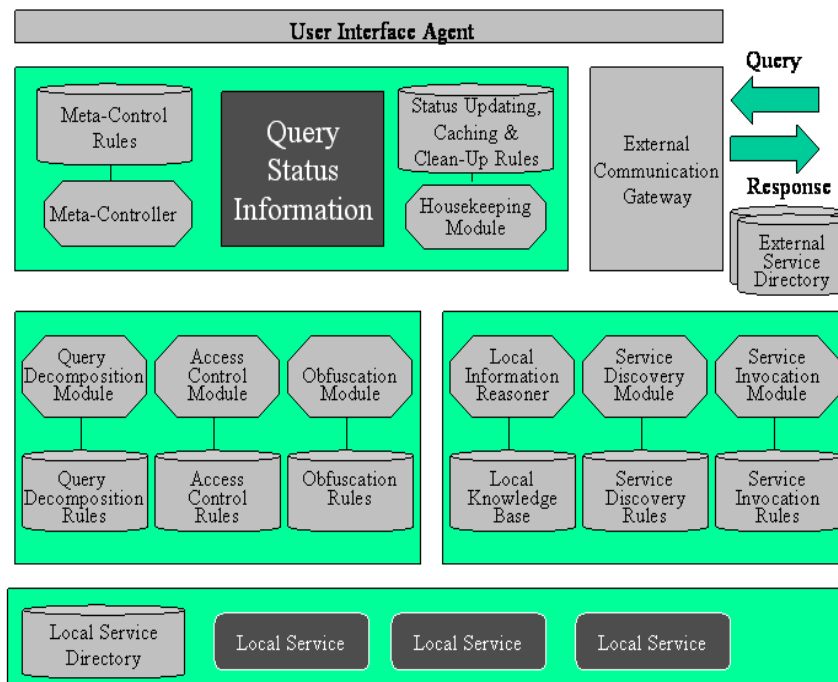 User Interface Agent
Query
Meta-Control
Rules
Meta-Controller
Query
Status
Information
Status Updating,
Caching &
Clean-Up Rules
Housekeeping
Module
External
Communication
Gateway
Response
External
Service
Directory
Query
Decomposition
Module
Access
Control
Module
Obfuscation
Module
Local
Information
Reasoner
Service
Discovery
Module
Service
Invocation
Module
Query
Decomposition
Rules
Access
Control
Rules
Obfuscation
Rules
Local
Knowledge
Base
Service
Discovery
Rules
Service
Invocation
Rules
Local Service
Directory
Local Service
Local Service
Local Service